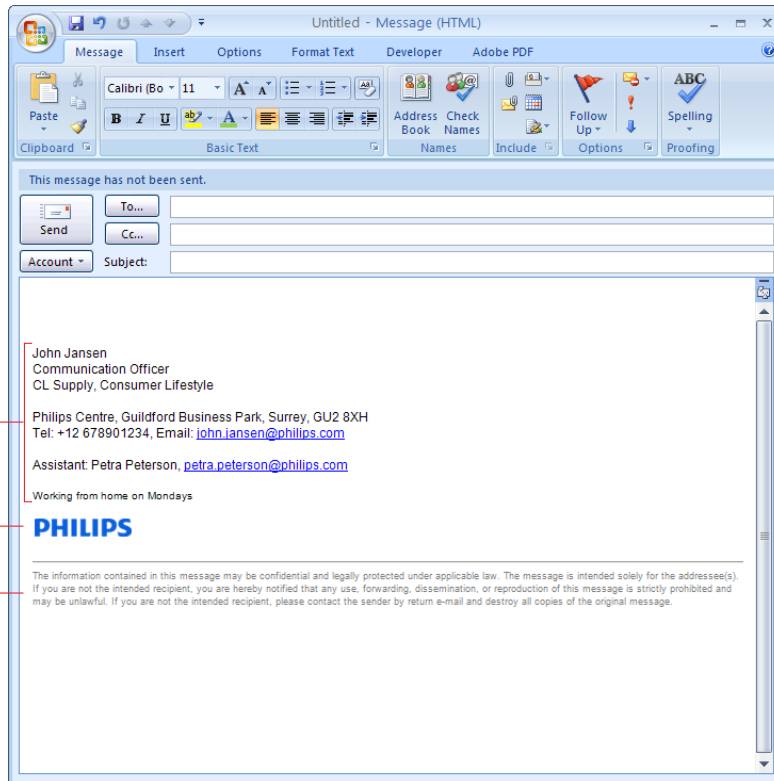 Untitled - Message (HTML)
Message Insert Options Format Text Developer Adobe PDF
Calibri (Bo 11
Paste
B I U
Address Book
Check Names
Follow Up
ABC
Spelling
Clipboard
Basic Text
Names
Include
Options
Proofing
This message has not been sent.
Send
To...
Cc...
Account
Subject:
John Jansen
Communication Officer
CL Supply, Consumer Lifestyle
Philips Centre, Guildford Business Park, Surrey, GU2 8XH
Tel: +12 678901234, Email: john.jansen@philips.com
Assistant: Petra Peterson, petra.peterson@philips.com
Working from home on Mondays
PHILIPS
The information contained in this message may be confidential and legally protected under applicable law. The message is intended solely for the addressee(s).
If you are not the intended recipient, you are hereby notified that any use, forwarding, dissemination, or reproduction of this message is strictly prohibited and
may be unlawful. If you are not the intended recipient, please contact the sender by return e-mail and destroy all copies of the original message.